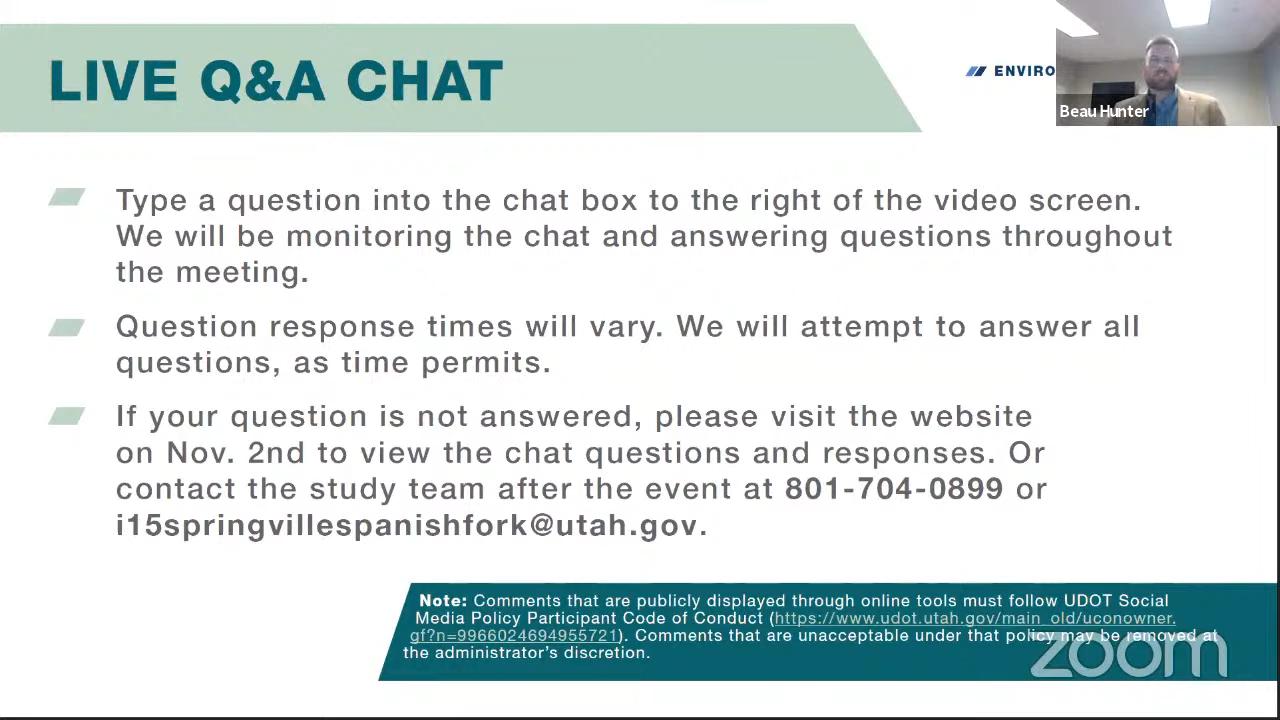 LIVE Q&A CHAT
ENVIRO
Beau Hunter
Type a question into the chat box to the right of the video screen.
We will be monitoring the chat and answering questions throughout
the meeting.
Question response times will vary. We will attempt to answer all
questions, as time permits.
If your question is not answered, please visit the website
on Nov. 2nd to view the chat questions and responses. Or
contact the study team after the event at 801-704-0899 or
i15springvillespanishfork@utah.gov.
Note: Comments that are publicly displayed through online tools must follow UDOT Social
Media Policy Participant Code of Conduct (https://www.udot.utah.gov/main_old/uconowner.
gf?n=9966024694955721). Comments that are unacceptable under that policy may be removed at
the administrator's discretion.
zoom